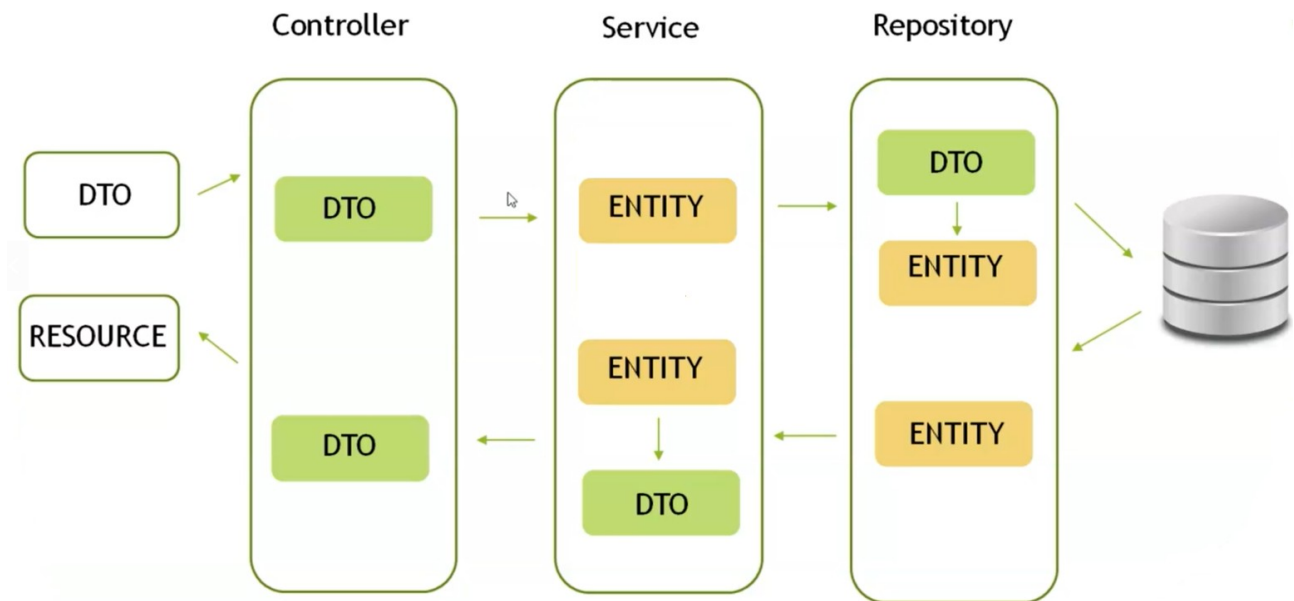 Controller
Service
Repository
DTO
DTO
ENTITY
DTO
ENTITY
RESOURCE
ENTITY
DTO
ENTITY
DTO